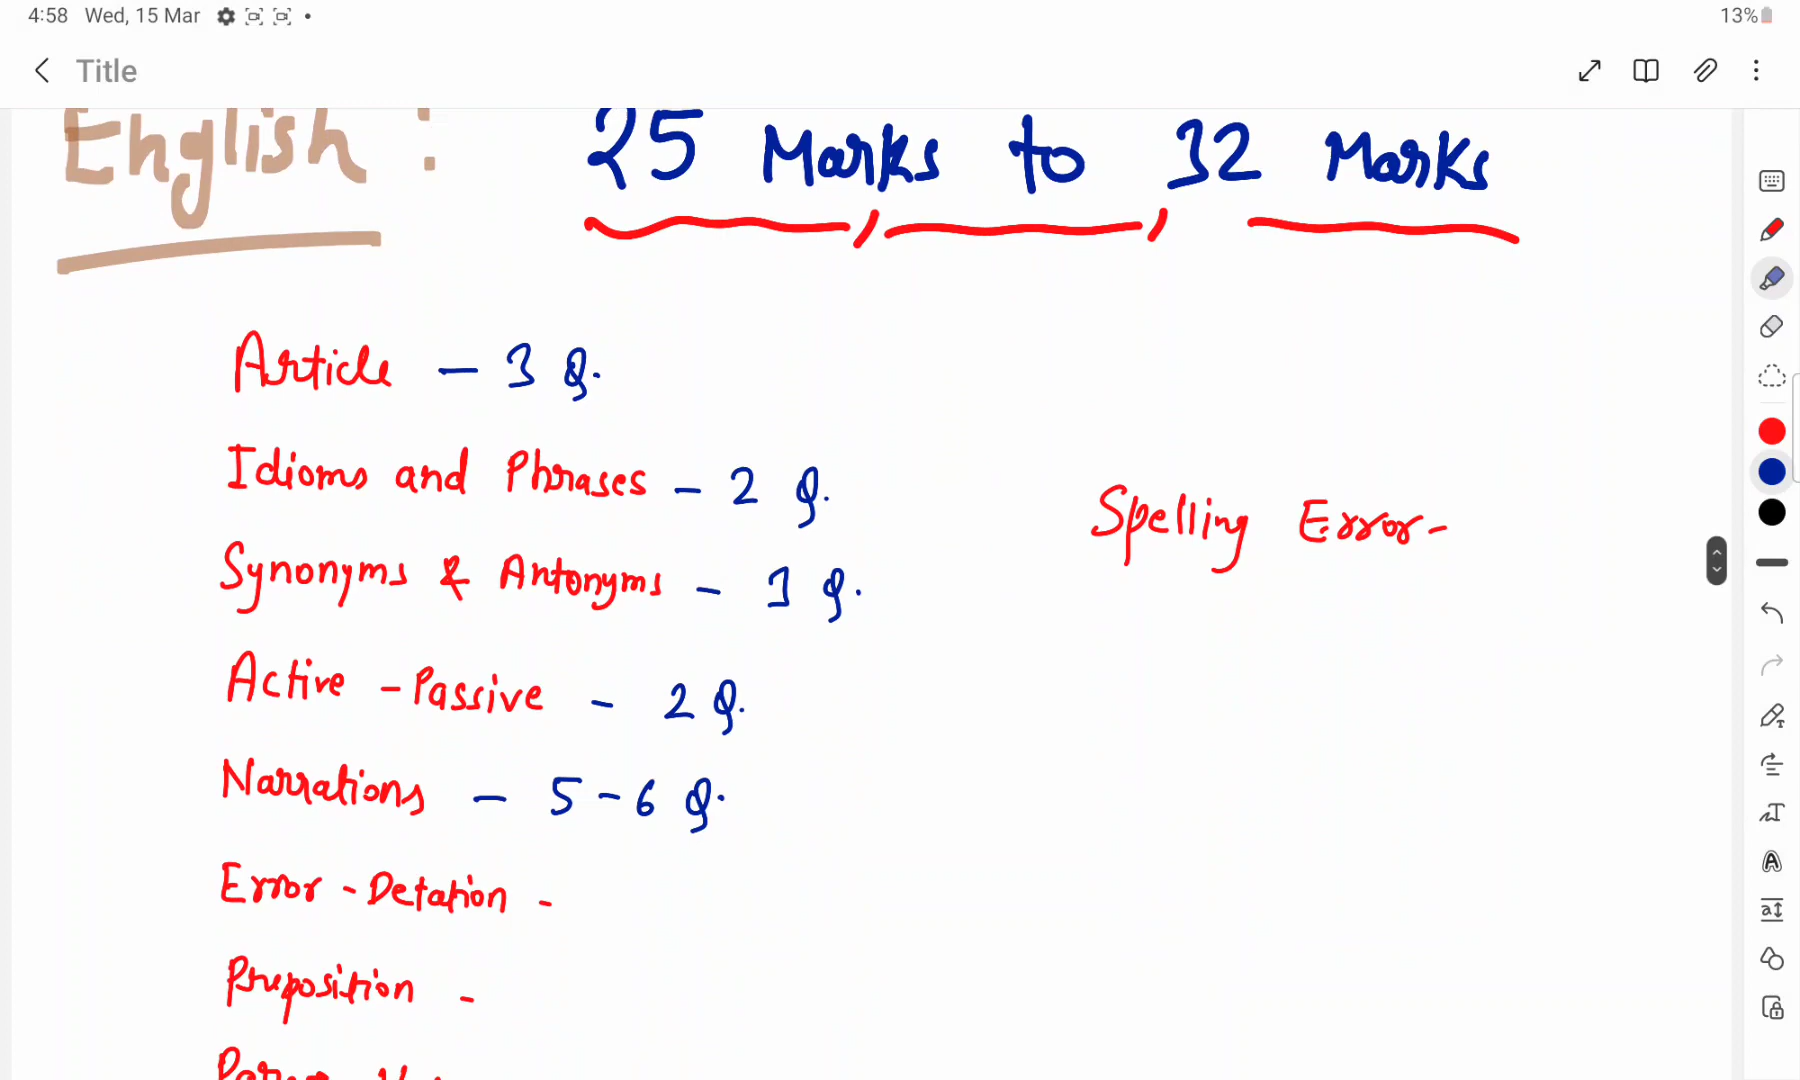 4:58 Wed, 15 Mar
13%
Title
English : 25 Marks to 32 Marks
Article - 3 Q.
Idioms and Phrases - 2 Q.
Spelling Error -
Synonyms & Antonyms - 1 Q.
Active - Passive - 2 Q.
Narrations - 5 - 6 Q.
Error - Detation -
Preposition -